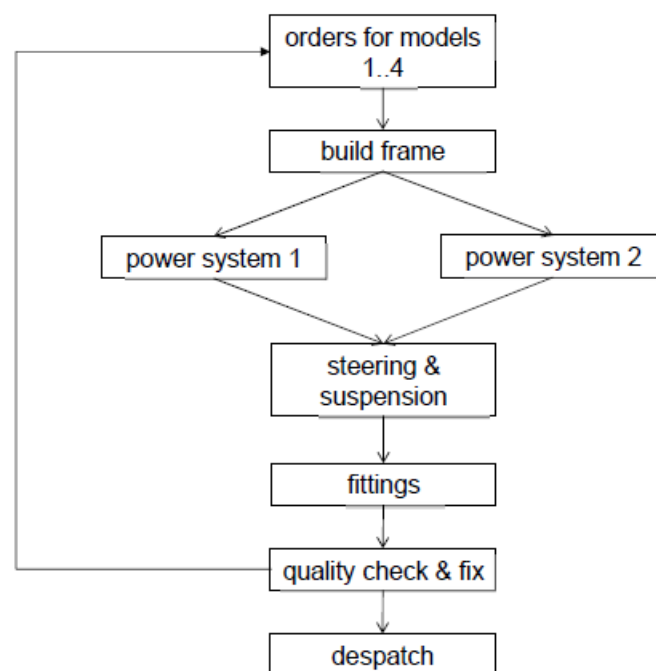 orders for models
1..4
build frame
power system 1
power system 2
steering &
suspension
fittings
quality check & fix
despatch